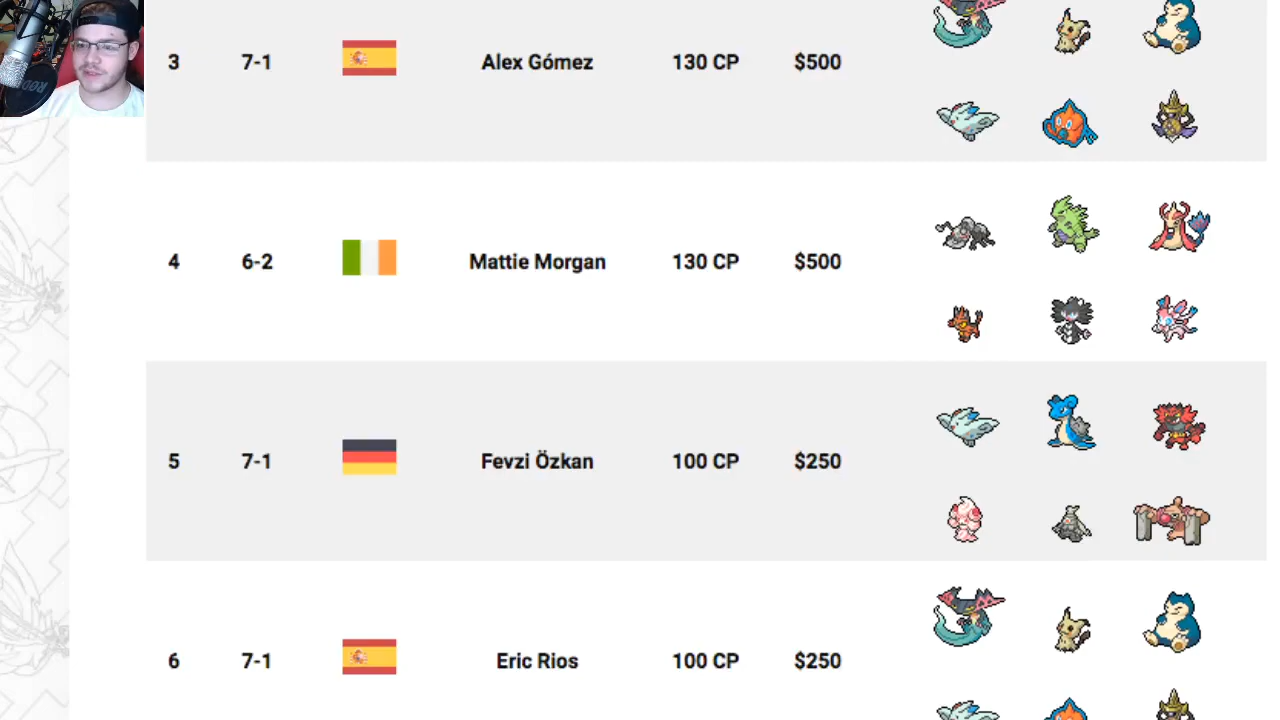 3 7-1 Alex Gómez 130 CP $500
4 6-2 Mattie Morgan 130 CP $500
5 7-1 Fevzi Özkan 100 CP $250
6 7-1 Eric Rios 100 CP $250